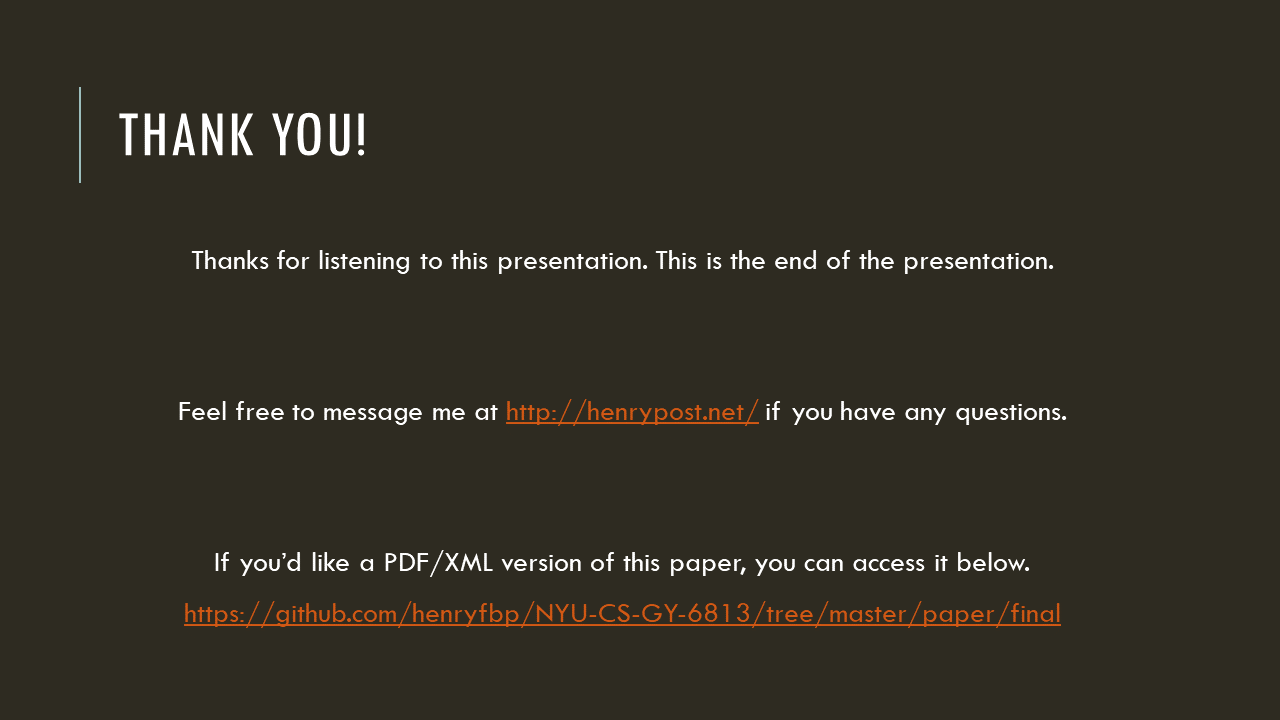 THANK YOU!
Thanks for listening to this presentation. This is the end of the presentation.
Feel free to message me at http://henrypost.net/ if you have any questions.
If you’d like a PDF/XML version of this paper, you can access it below.
https://github.com/henryfbp/NYU-CS-GY-6813/tree/master/paper/final